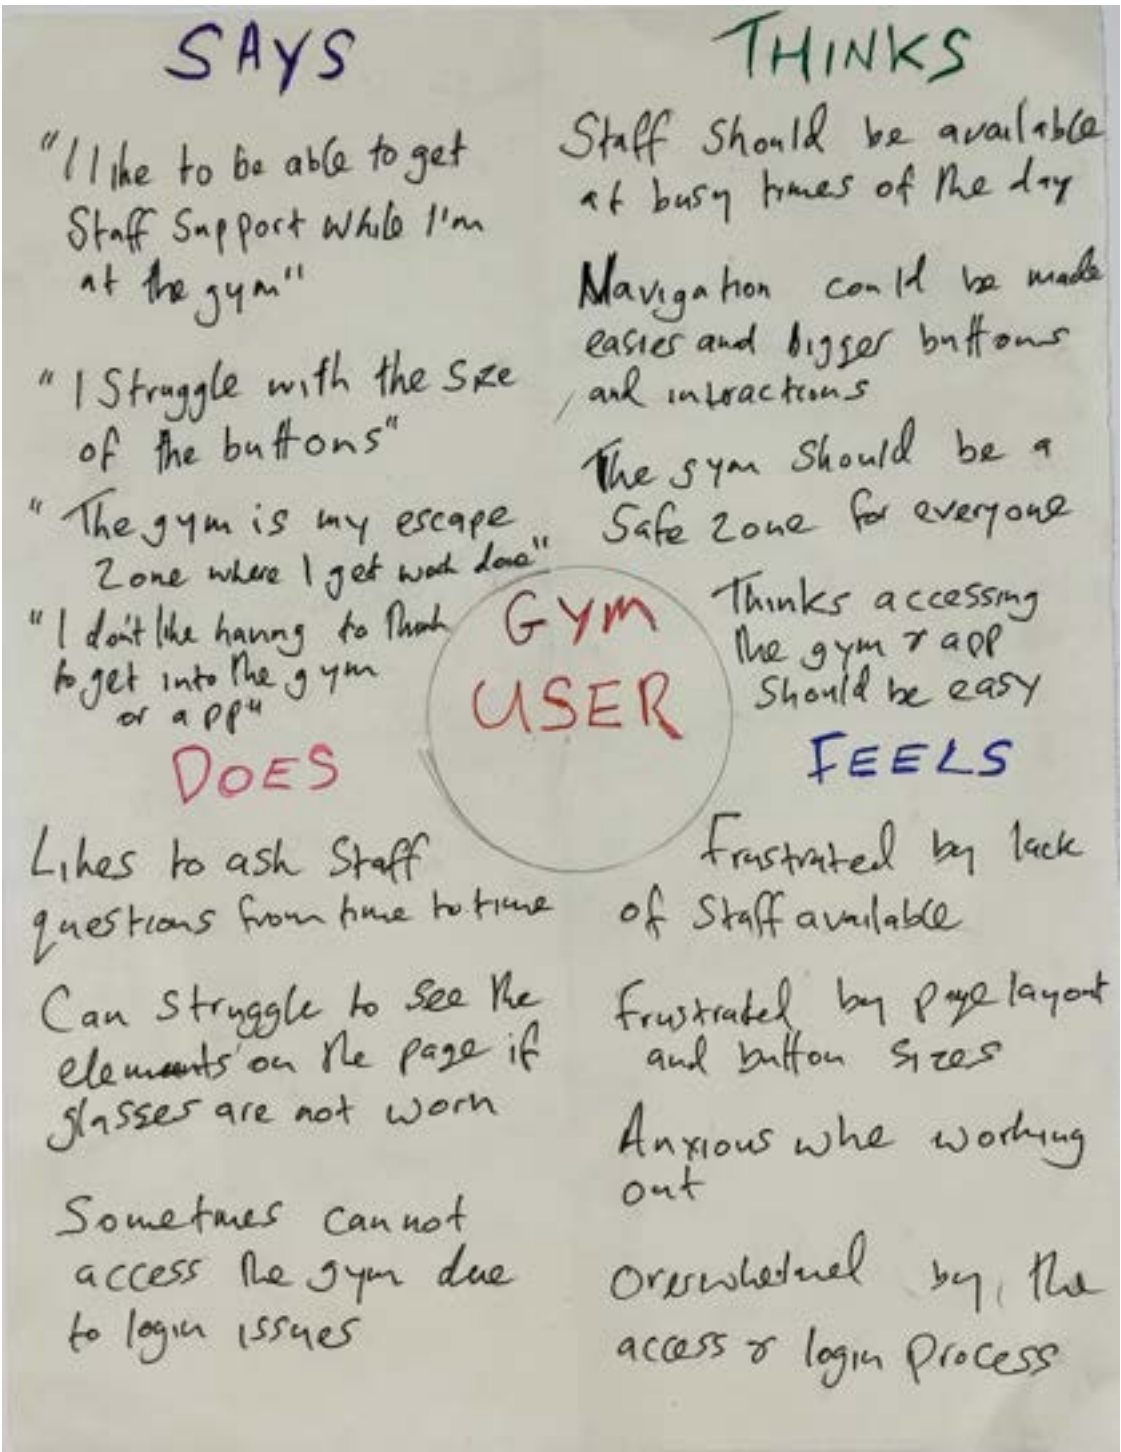 SAYS
"I like to be able to get
Staff Support while I'm
at the gym"
"I Struggle with the Size
of the buttons"
"The gym is my escape
Zone where I get work done"
"I don't like having to think
to get into the gym
or app"
THINKS
Staff Should be available
at busy times of the day
Navigation could be made
easier and bigger buttons
and intractions
The gym Should be a
Safe Zone for everyone
Thinks accessing
the gym & app
Should be easy
GYM
USER
DOES
Likes to ask Staff
questions from time to time
Can struggle to see the
elements on the page if
glasses are not worn
Sometimes cannot
access the gym due
to login issues
FEELS
Frustrated by lack
of Staff available
Frustrated by page layout
and button sizes
Anxious whe working
out
Overwhelmed by the
access & login Process